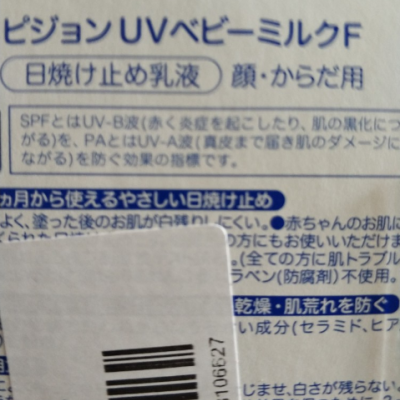 ピジョンUVベビーミルクF
日焼け止め乳液 顔・からだ用
SPFとはUV-B波(赤く炎症を起こしたり、肌の黒化につ
がる)を、PAとはUV-A波(真皮まで届き肌のダメージに
ながる)を防ぐ効果の指標です。
ヵ月から使えるやさしい日焼け止め
よく、塗った後のお肌が白残りしにくい。●赤ちゃんのお肌に
の方にもお使いいただけま
(全ての方に肌トラブル
ラベン(防腐剤)不使用。
乾燥・肌荒れを防ぐ
い成分(セラミド、ヒア
106627
じませ、白さが残らない